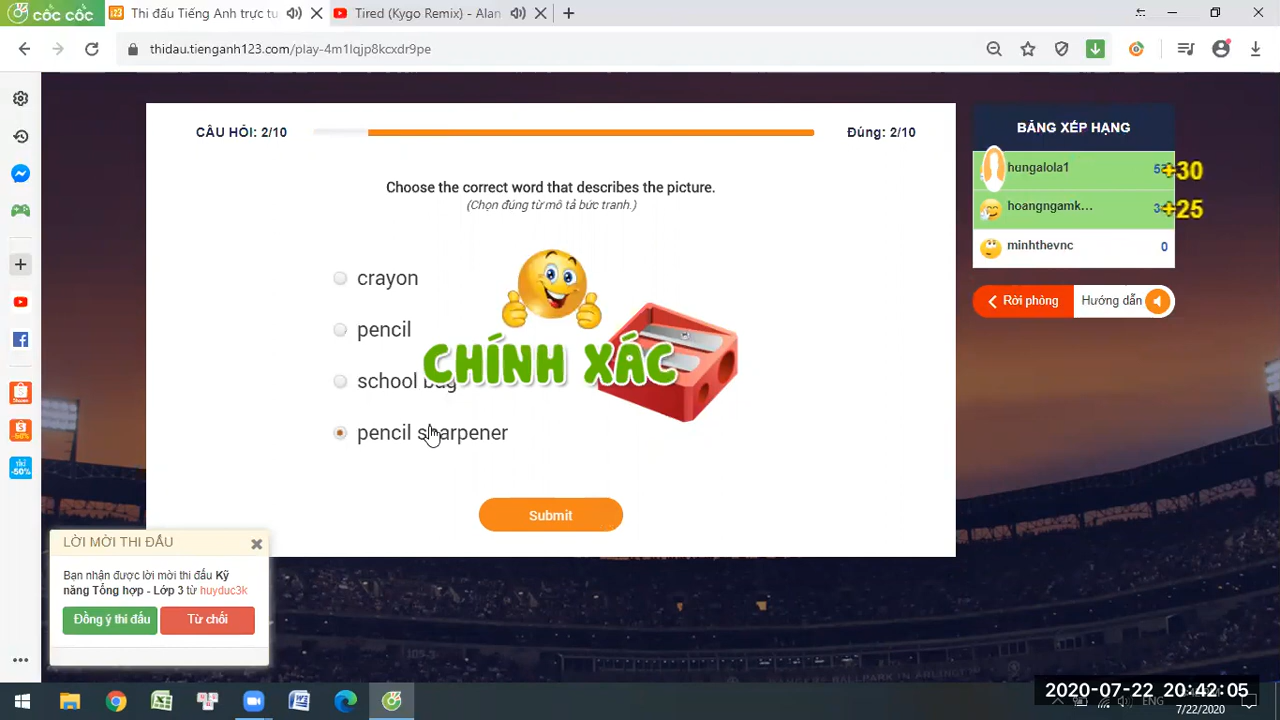 cốc cốc
Thi đấu Tiếng Anh trực tu
Tired (Kygo Remix) - Alan
thidau.tienganh123.com/play-4m1lqjp8kcxdr9pe
CÂU HỎI: 2/10
Đúng: 2/10
Choose the correct word that describes the picture.
(Chọn đúng từ mô tả bức tranh.)
crayon
pencil
CHÍNH XÁC
school bag
pencil sharpener
Submit
BẢNG XẾP HẠNG
hungalola1
+30
hoangngamk...
+25
minhthevnc 0
Rời phòng
Hướng dẫn
LỜI MỜI THI ĐẤU
Bạn nhận được lời mời thi đấu Kỹ
năng Tổng hợp - Lớp 3 từ huyduc3k
Đồng ý thi đấu
Từ chối
2020-07-22 20:42:05
ENG
7/22/2020